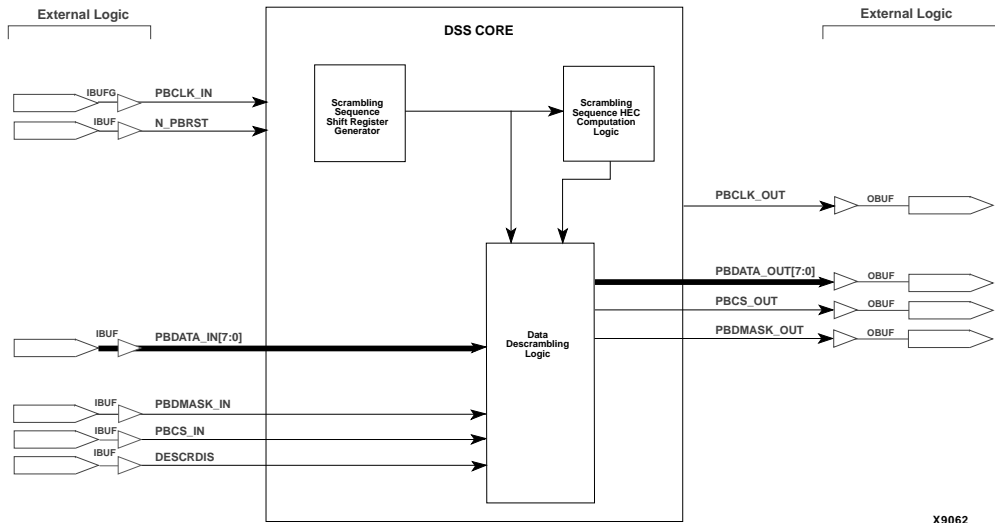 External Logic
External Logic
DSS CORE
IBUFG
PBCLK_IN
IBUF
N_PBRST
Scrambling
Sequence
Shift Register
Generator
Scrambling
Sequence HEC
Computation
Logic
PBCLK_OUT
OBUF
PBDATA_OUT[7:0]
OBUF
PBCS_OUT
OBUF
PBDMASK_OUT
OBUF
IBUF
PBDATA_IN[7:0]
Data
Descrambling
Logic
IBUF
PBDMASK_IN
IBUF
PBCS_IN
IBUF
DESCRDIS
X9062